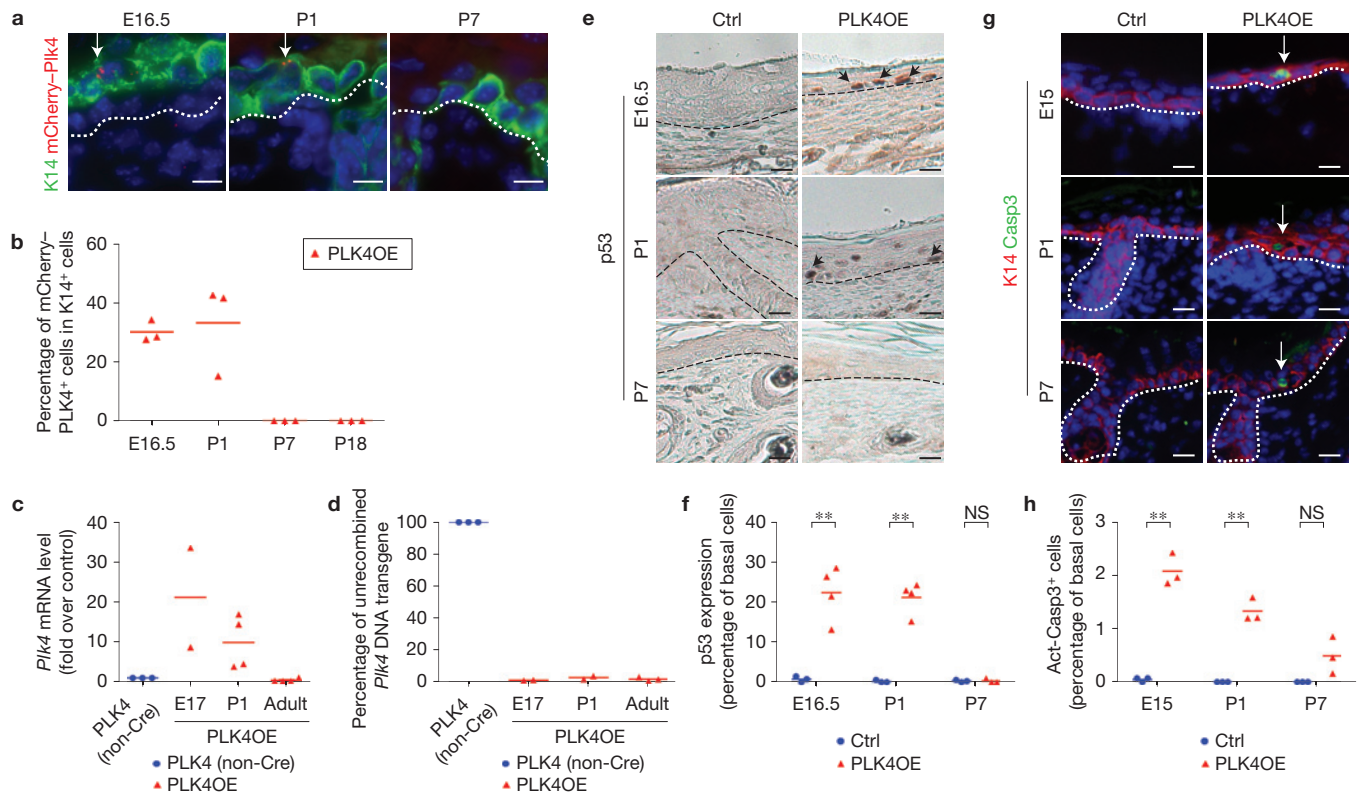 a
E16.5 P1 P7
K14 mCherry–Plk4
b
Percentage of mCherry–
PLK4⁺ cells in K14⁺ cells
60
40
20
0
PLK4OE
E16.5 P1 P7 P18
c
Plk4 mRNA level
(fold over control)
40
30
20
10
0
PLK4
(non-Cre)
E17 P1 Adult
PLK4OE
PLK4 (non-Cre)
PLK4OE
d
Percentage of unrecombined
Plk4 DNA transgene
100
80
60
40
20
0
PLK4
(non-Cre)
E17 P1 Adult
PLK4OE
PLK4 (non-Cre)
PLK4OE
e
Ctrl PLK4OE
p53
E16.5
P1
P7
f
p53 expression
(percentage of basal cells)
40
30
20
10
0
** ** NS
E16.5 P1 P7
Ctrl
PLK4OE
g
Ctrl PLK4OE
K14 Casp3
E15
P1
P7
h
Act-Casp3⁺ cells
(percentage of basal cells)
3
2
1
0
** ** NS
E15 P1 P7
Ctrl
PLK4OE